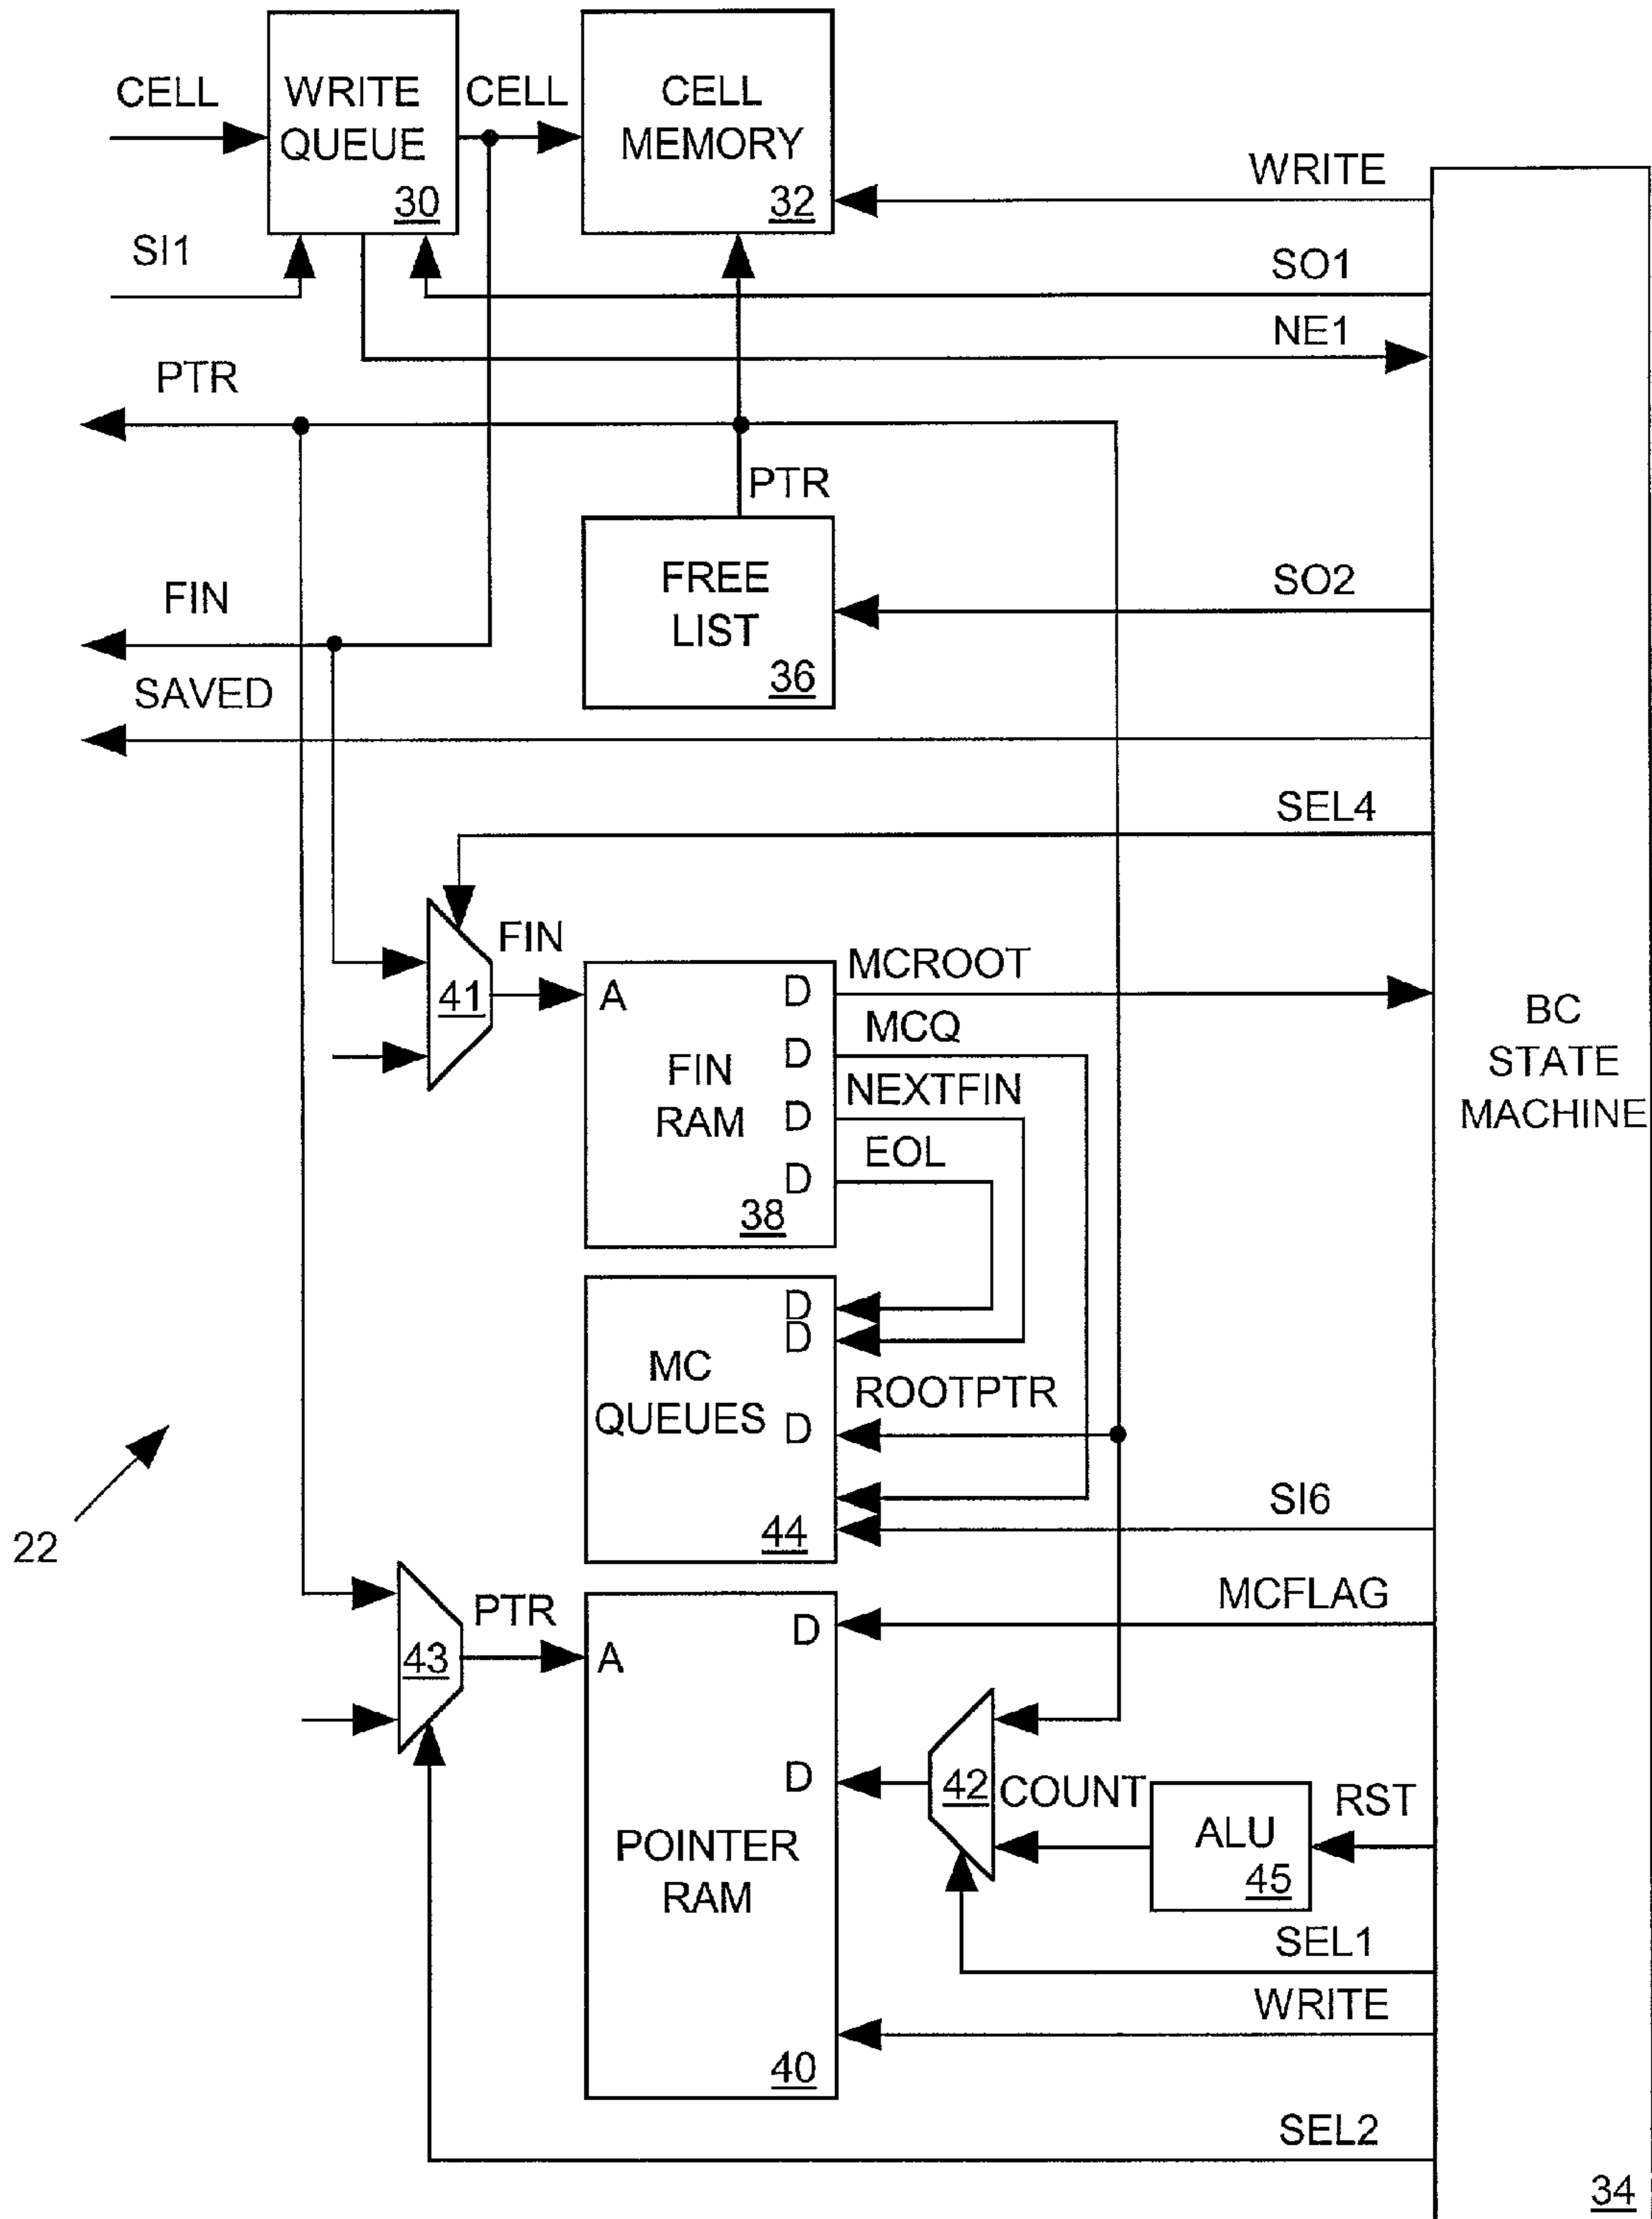 CELL
WRITE
QUEUE
30
CELL
CELL
MEMORY
32
WRITE
SI1
SO1
NE1
PTR
PTR
FREE
LIST
36
SO2
FIN
SAVED
SEL4
41
FIN
A
FIN
RAM
38
D
D
D
D
MCROOT
MCQ
NEXTFIN
EOL
BC
STATE
MACHINE
MC
QUEUES
44
D
D
D
ROOTPTR
SI6
22
43
PTR
A
POINTER
RAM
40
D
D
MCFLAG
42
COUNT
ALU
45
RST
SEL1
WRITE
SEL2
34